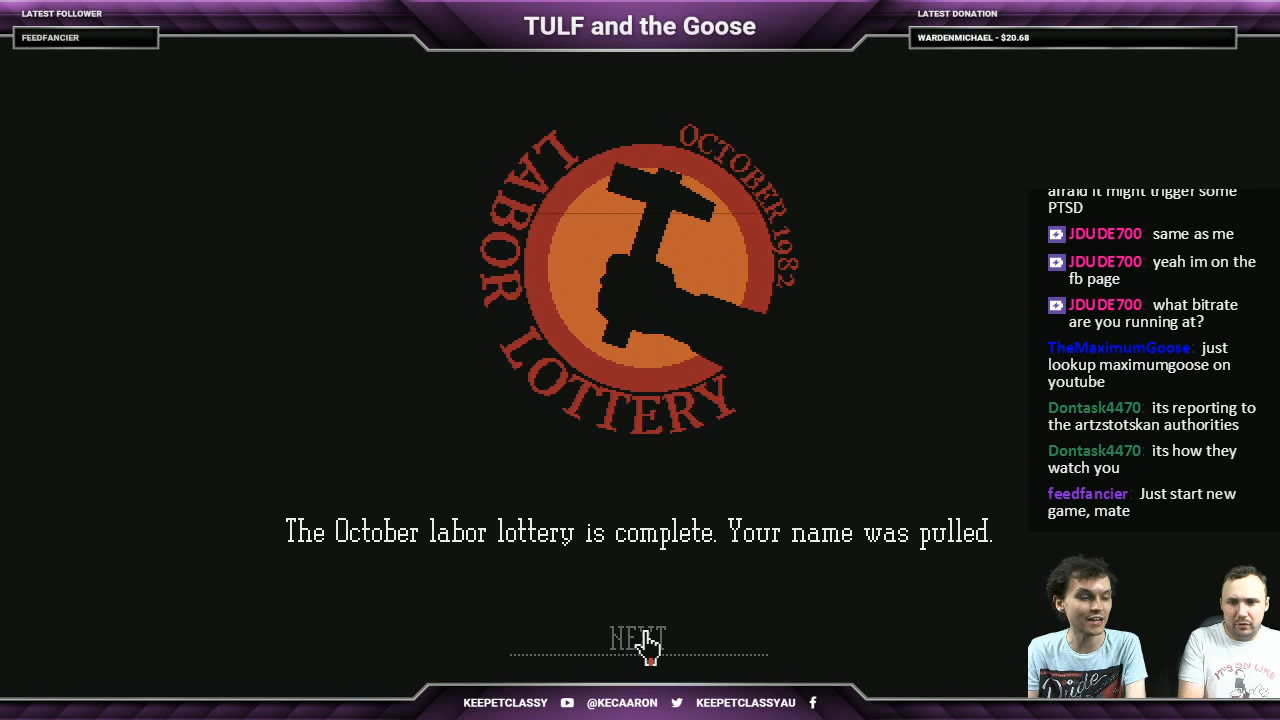 LATEST FOLLOWER
FEEDFANCIER
TULF and the Goose
LATEST DONATION
WARDENMICHAEL - $20.68
LABOR LOTTERY
OCTOBER 1982
The October labor lottery is complete. Your name was pulled.
NEXT
afraid it might trigger some
PTSD
JDUDE700: same as me
JDUDE700: yeah im on the
fb page
JDUDE700: what bitrate
are you running at?
TheMaximumGoose: just
lookup maximumgoose on
youtube
Dontask4470: its reporting to
the artzstotskan authorities
Dontask4470: its how they
watch you
feedfancier: Just start new
game, mate
Dude
IT'S ON LIKE
KEEPETCLASSY
@KECAARON
KEEPETCLASSYAU